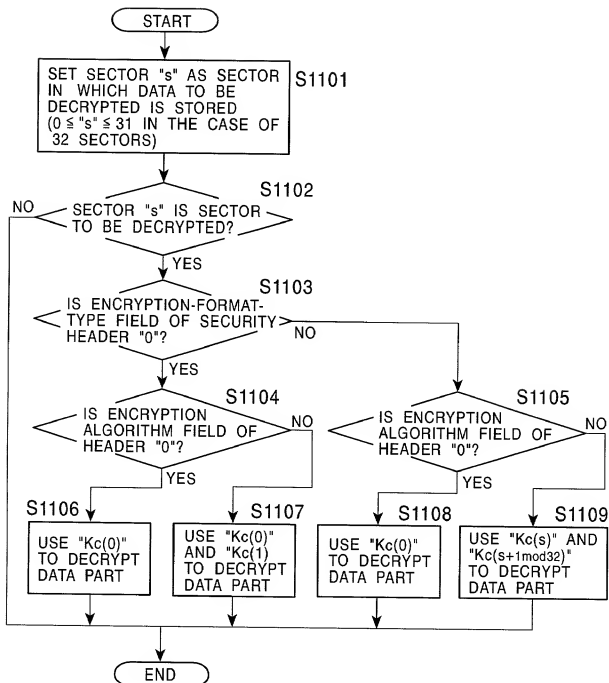 START
SET SECTOR "s" AS SECTOR
IN WHICH DATA TO BE
DECRYPTED IS STORED
(0 ≦ "s" ≦ 31 IN THE CASE OF
32 SECTORS)
S1101
S1102
NO
SECTOR "s" IS SECTOR
TO BE DECRYPTED?
YES
S1103
IS ENCRYPTION-FORMAT-
TYPE FIELD OF SECURITY
HEADER "0"?
NO
YES
S1104
IS ENCRYPTION
ALGORITHM FIELD OF
HEADER "0"?
NO
YES
S1105
IS ENCRYPTION
ALGORITHM FIELD OF
HEADER "0"?
NO
YES
S1106
USE "Kc(0)"
TO DECRYPT
DATA PART
S1107
USE "Kc(0)"
AND "Kc(1)
TO DECRYPT
DATA PART
S1108
USE "Kc(0)"
TO DECRYPT
DATA PART
S1109
USE "Kc(s)" AND
"Kc(s+1mod32)"
TO DECRYPT
DATA PART
END